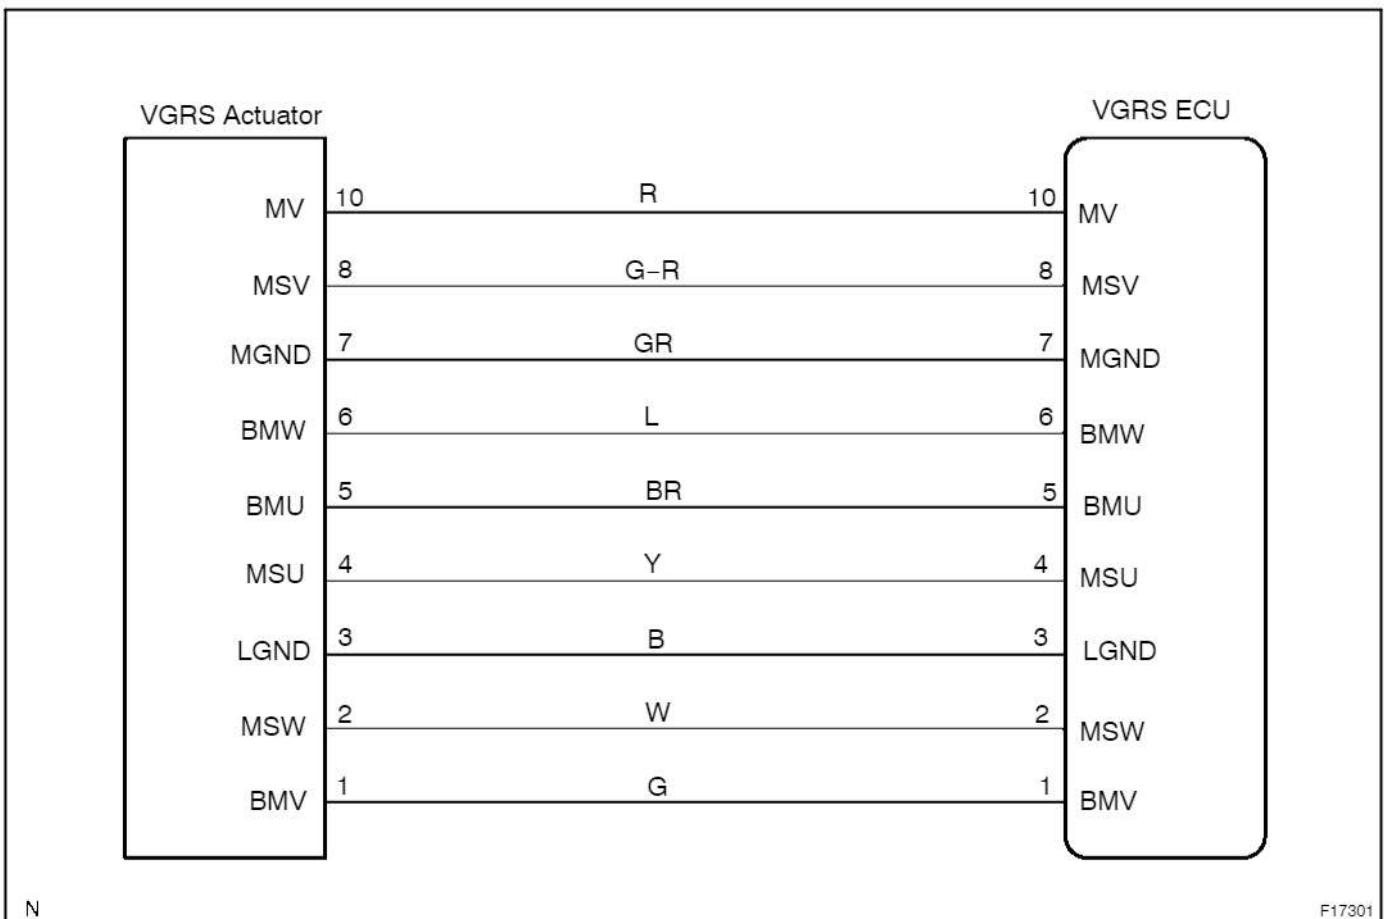 VGRS Actuator VGRS ECU
MV 10 R 10 MV
MSV 8 G−R 8 MSV
MGND 7 GR 7 MGND
BMW 6 L 6 BMW
BMU 5 BR 5 BMU
MSU 4 Y 4 MSU
LGND 3 B 3 LGND
MSW 2 W 2 MSW
BMV 1 G 1 BMV
N F17301